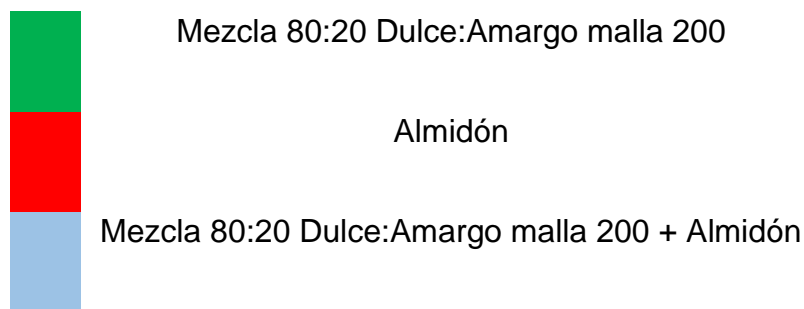 Mezcla 80:20 Dulce:Amargo malla 200
Almidón
Mezcla 80:20 Dulce:Amargo malla 200 + Almidón